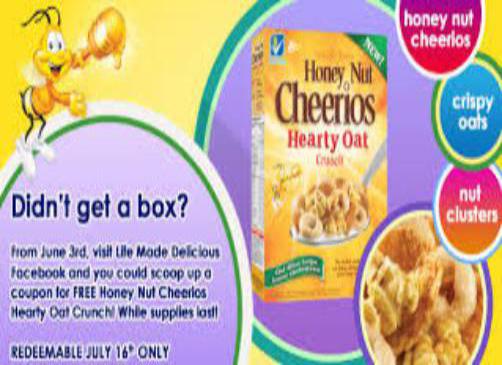 honey nut
cheerios
crispy
oats
nut
clusters
NEW!
Honey Nut
Cheerios
Hearty Oat
Crunch
Didn't get a box?
From June 3rd, visit Life Made Delicious
Facebook and you could scoop up a
coupon for FREE Honey Nut Cheerios
Hearty Oat Crunch! While supplies last!
REDEEMABLE JULY 16* ONLY